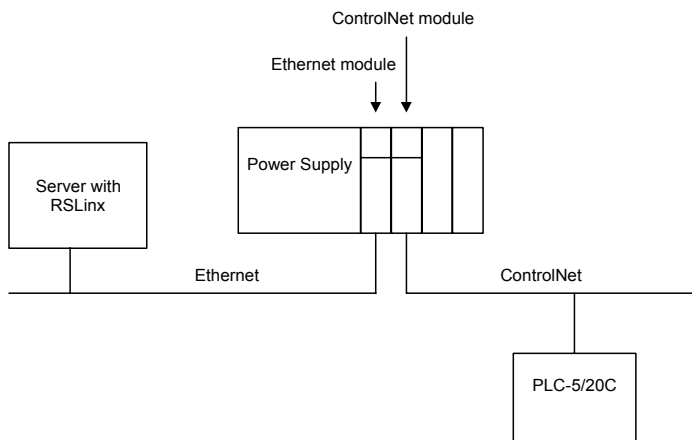 ControlNet module
Ethernet module
Power Supply
Server with
RSLinx
Ethernet
ControlNet
PLC-5/20C